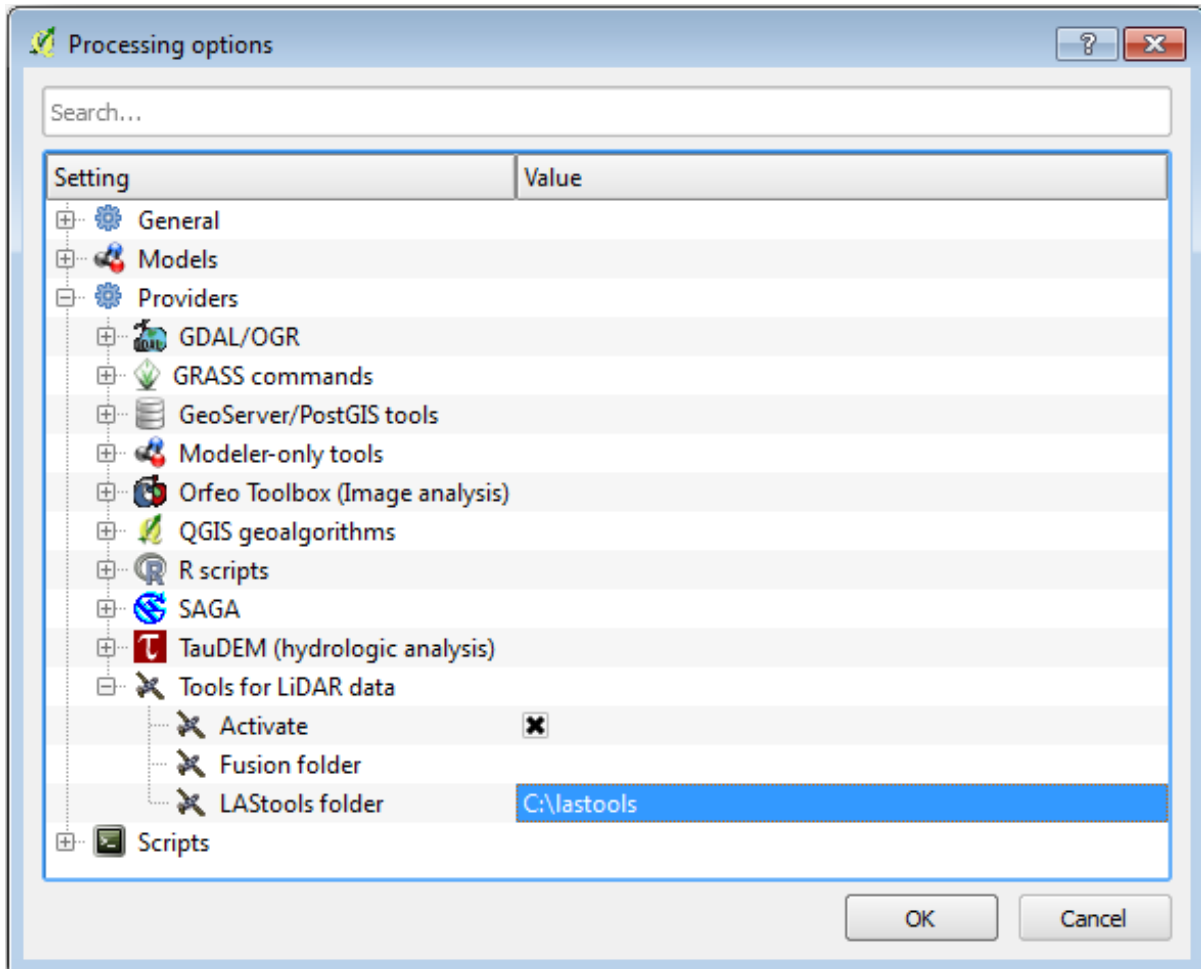 Processing options
Search...
Setting Value
General
Models
Providers
GDAL/OGR
GRASS commands
GeoServer/PostGIS tools
Modeler-only tools
Orfeo Toolbox (Image analysis)
QGIS geoalgorithms
R scripts
SAGA
TauDEM (hydrologic analysis)
Tools for LiDAR data
Activate
Fusion folder
LAStools folder C:\lastools
Scripts
OK Cancel